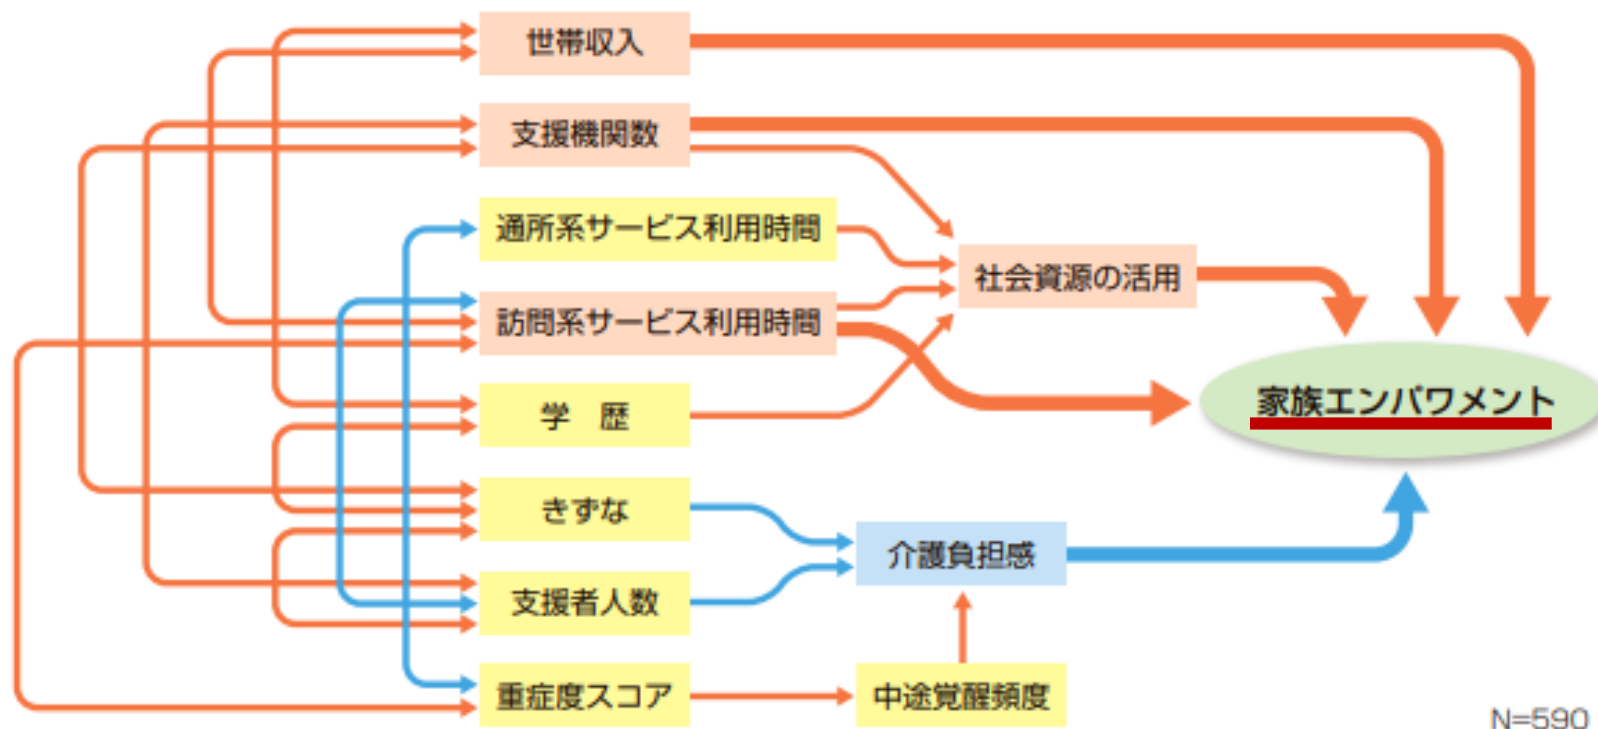 世帯収入
支援機関数
通所系サービス利用時間
社会資源の活用
訪問系サービス利用時間
家族エンパワメント
学　歴
きずな
介護負担感
支援者人数
重症度スコア
中途覚醒頻度
N=590